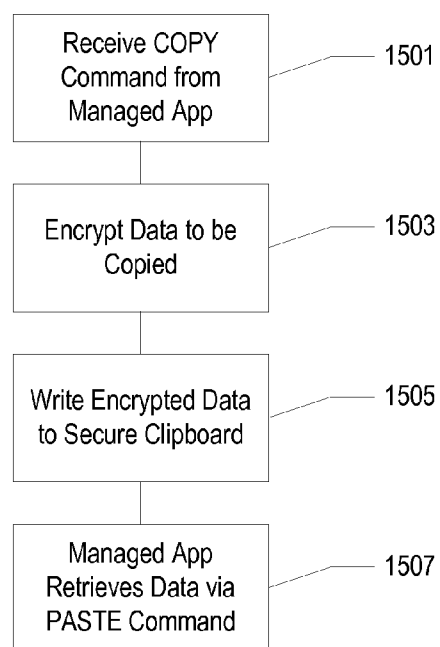 Receive COPY
Command from
Managed App
1501
Encrypt Data to be
Copied
1503
Write Encrypted Data
to Secure Clipboard
1505
Managed App
Retrieves Data via
PASTE Command
1507